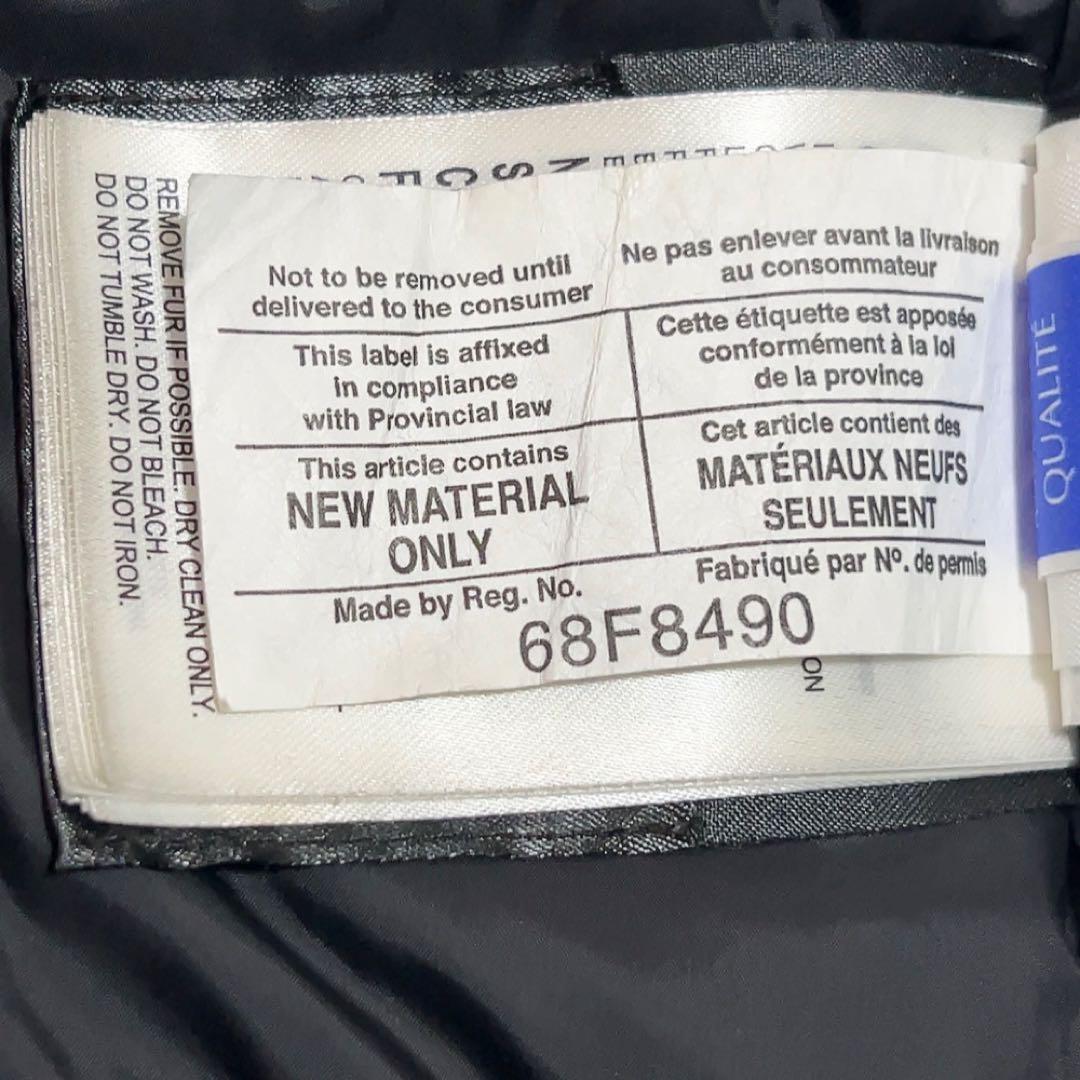 Not to be removed until
delivered to the consumer
Ne pas enlever avant la livraison
au consommateur
This label is affixed
in compliance
with Provincial law
Cette étiquette est apposée
conformément à la loi
de la province
This article contains
NEW MATERIAL
ONLY
Cet article contient des
MATÉRIAUX NEUFS
SEULEMENT
Made by Reg. No.
Fabriqué par Nº. de permis
68F8490
REMOVE FUR IF POSSIBLE. DRY CLEAN ONLY.
DO NOT WASH. DO NOT BLEACH.
DO NOT TUMBLE DRY. DO NOT IRON.
QUALITÉ
ON